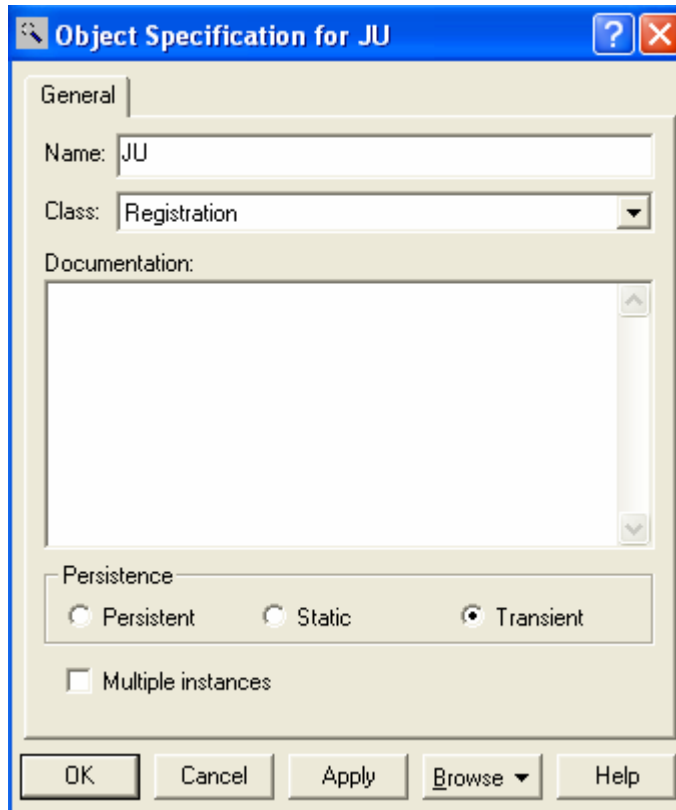 Object Specification for JU
General
Name: JU
Class: Registration
Documentation:
Persistence
Persistent Static Transient
Multiple instances
OK Cancel Apply Browse Help